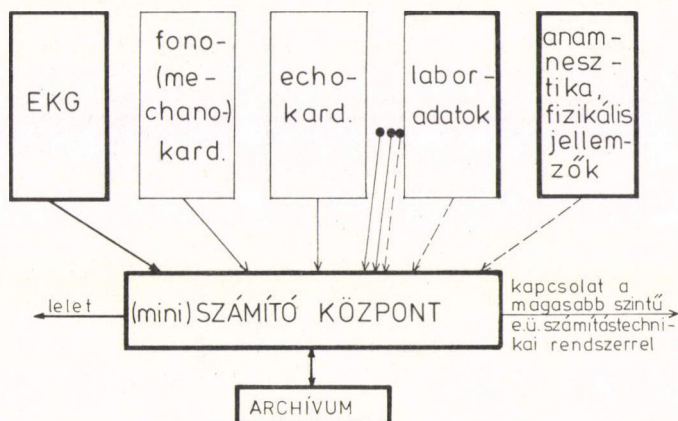 EKG
fono-
(me-
chano-)
kard.
echo-
kard.
labor-
adatok
anam-
nesz-
tika,
fizikális
jellem-
zők
lelet
(mini) SZÁMÍTÓ KÖZPONT
kapcsolat a
magasabb szintű
e.ü. számítástechni-
kai rendszerrel
ARCHÍVUM